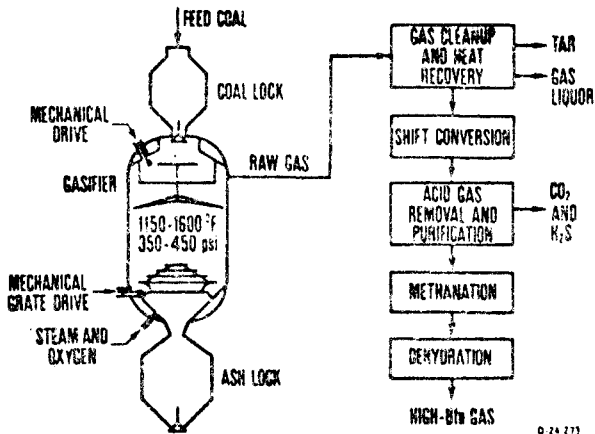 FEED COAL
COAL LOCK
MECHANICAL
DRIVE
GASIFIER
RAW GAS
1150-1600 °F
350-450 psi
MECHANICAL
GRATE DRIVE
STEAM AND
OXYGEN
ASH LOCK
GAS CLEANUP
AND HEAT
RECOVERY
TAR
GAS
LIQUOR
SHIFT CONVERSION
ACID GAS
REMOVAL AND
PURIFICATION
CO₂
AND
H₂S
METHANATION
DEHYDRATION
HIGH-Btu GAS